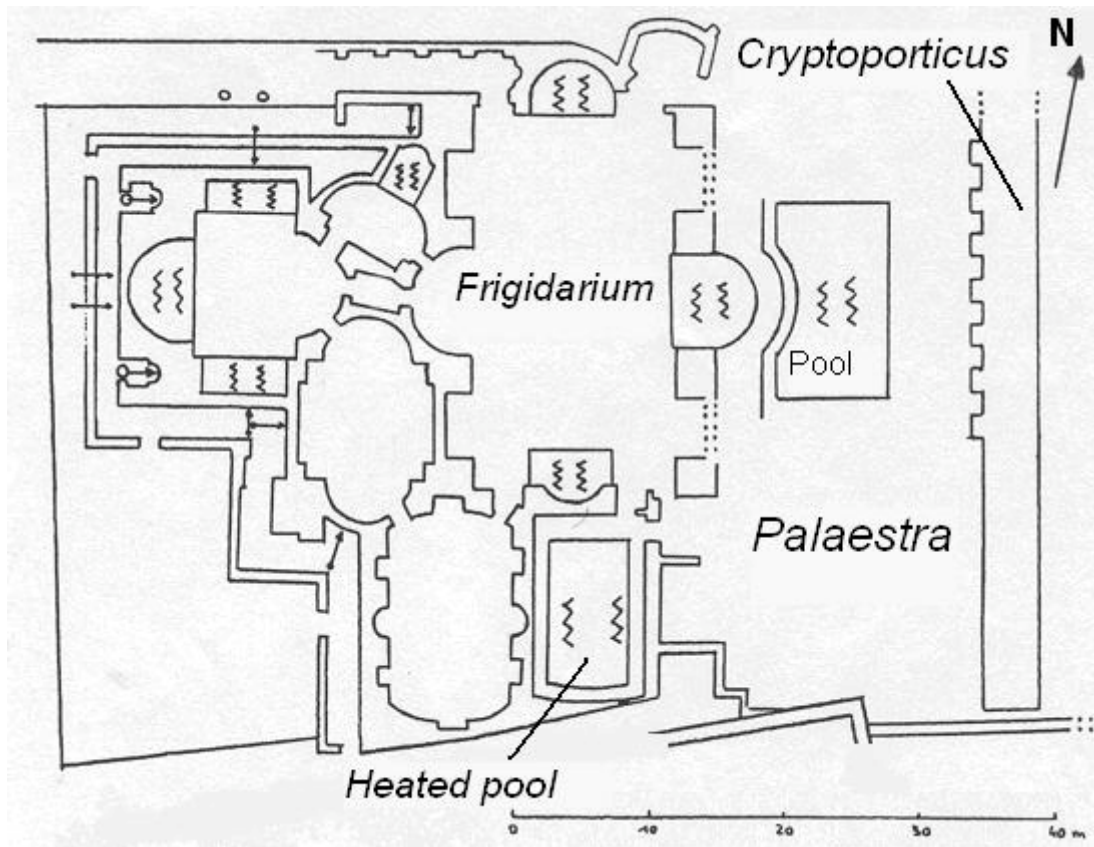 N
Cryptoporticus
Frigidarium
Pool
Palaestra
Heated pool
0 10 20 30 40 m